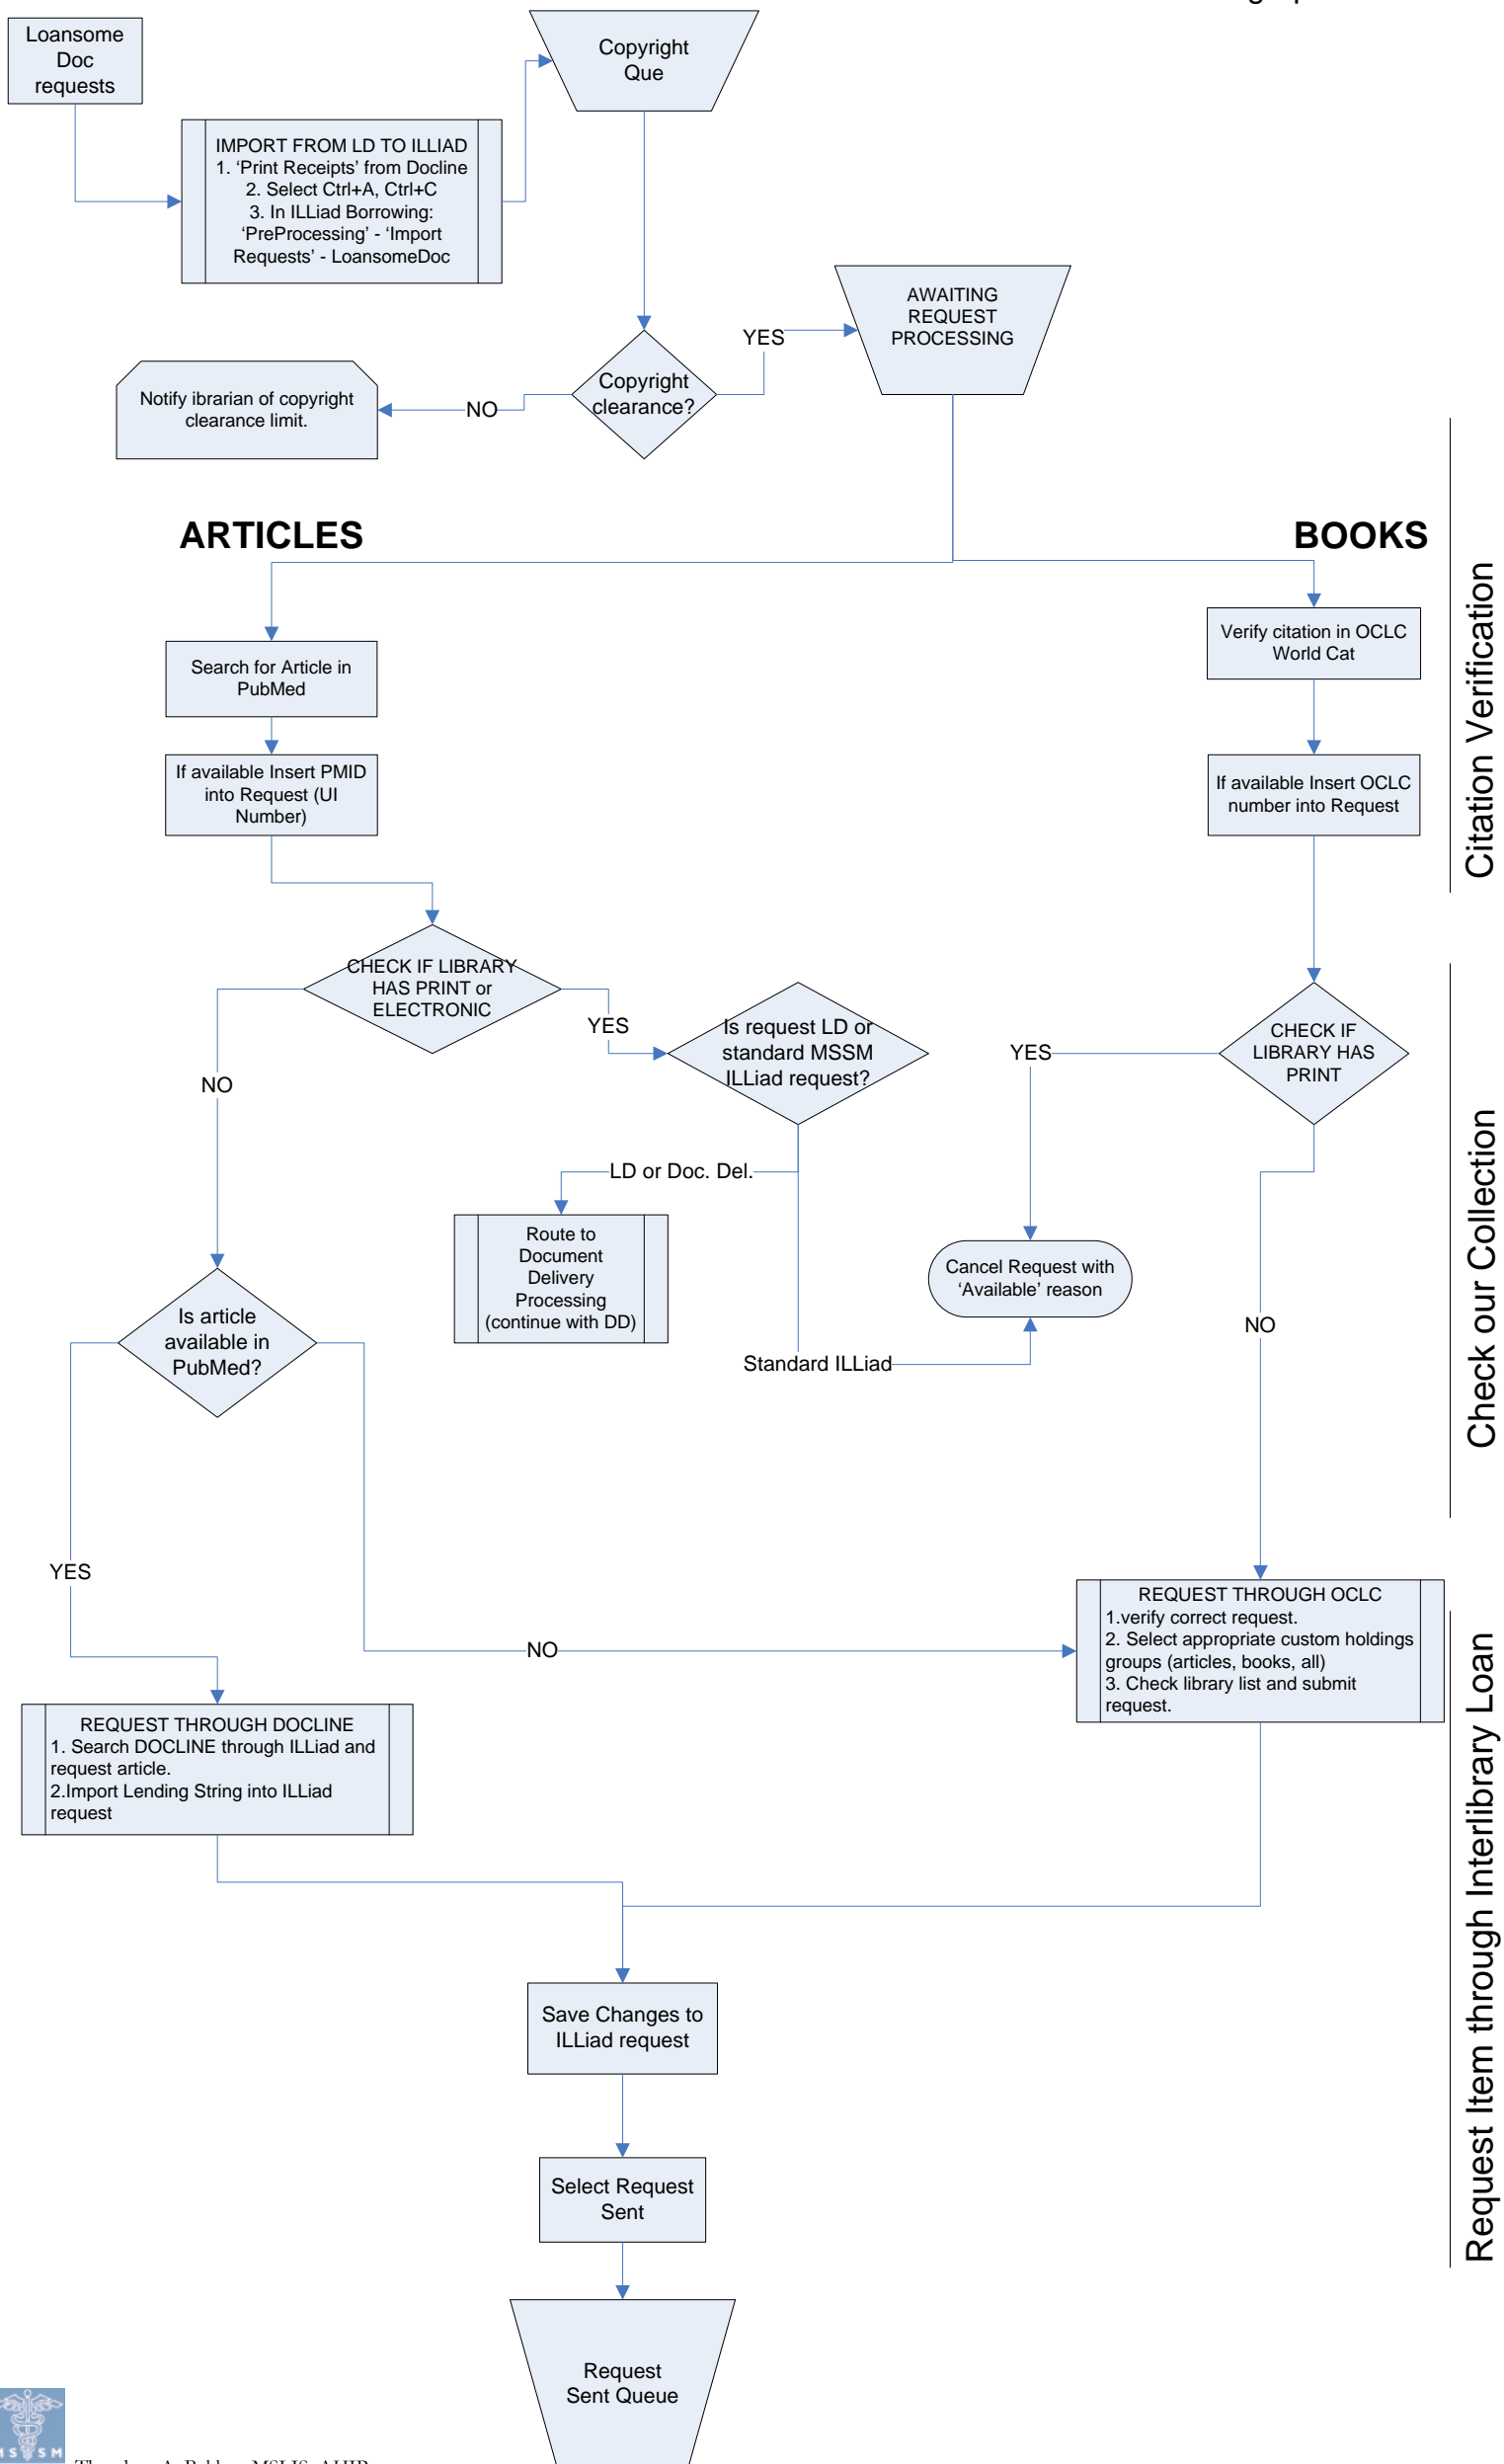 Loansome
Doc
requests
Copyright
Que
IMPORT FROM LD TO ILLIAD
1. ‘Print Receipts’ from Docline
2. Select Ctrl+A, Ctrl+C
3. In ILLiad Borrowing:
‘PreProcessing’ - ‘Import
Requests’ - LoansomeDoc
AWAITING
REQUEST
PROCESSING
YES
Copyright
clearance?
NO
Notify ibrarian of copyright
clearance limit.
ARTICLES
BOOKS
Citation Verification
Search for Article in
PubMed
Verify citation in OCLC
World Cat
If available Insert PMID
into Request (UI
Number)
If available Insert OCLC
number into Request
CHECK IF LIBRARY
HAS PRINT or
ELECTRONIC
YES
NO
Is request LD or
standard MSSM
ILLiad request?
YES
CHECK IF
LIBRARY HAS
PRINT
Check our Collection
LD or Doc. Del.
Route to
Document
Delivery
Processing
(continue with DD)
Cancel Request with
‘Available’ reason
Standard ILLiad
NO
Is article
available in
PubMed?
YES
NO
REQUEST THROUGH OCLC
1.verify correct request.
2. Select appropriate custom holdings
groups (articles, books, all)
3. Check library list and submit
request.
REQUEST THROUGH DOCLINE
1. Search DOCLINE through ILLiad and
request article.
2.Import Lending String into ILLiad
request
Request Item through Interlibrary Loan
Save Changes to
ILLiad request
Select Request
Sent
Request
Sent Queue
MSSM